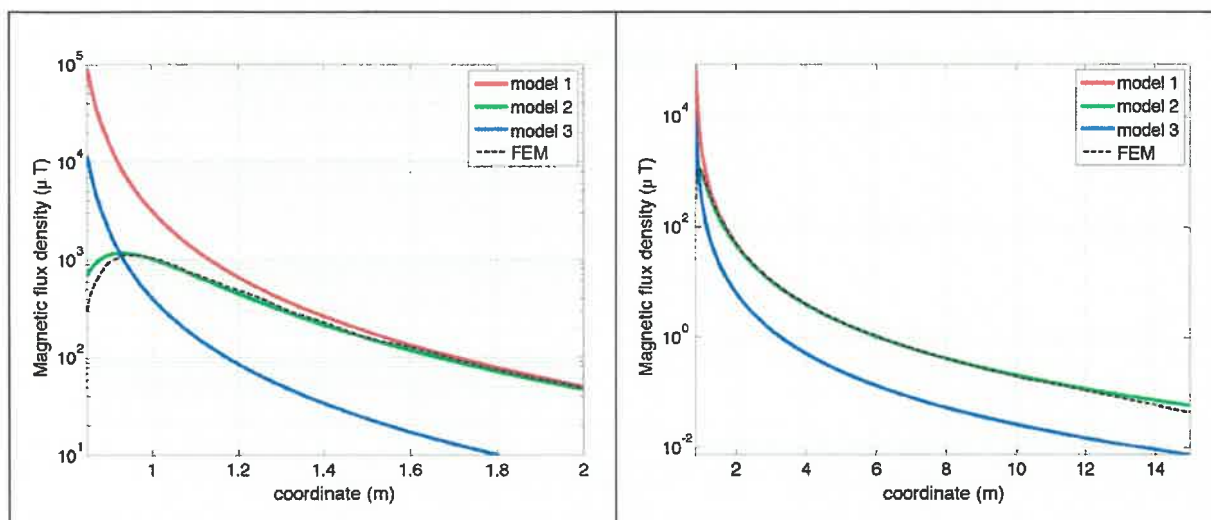 Magnetic flux density (μ T)
10^5
10^4
10^3
10^2
10^1
1
1.2
1.4
1.6
1.8
2
coordinate (m)
model 1
model 2
model 3
FEM
Magnetic flux density (μ T)
10^4
10^2
10^0
10^-2
2
4
6
8
10
12
14
coordinate (m)
model 1
model 2
model 3
FEM